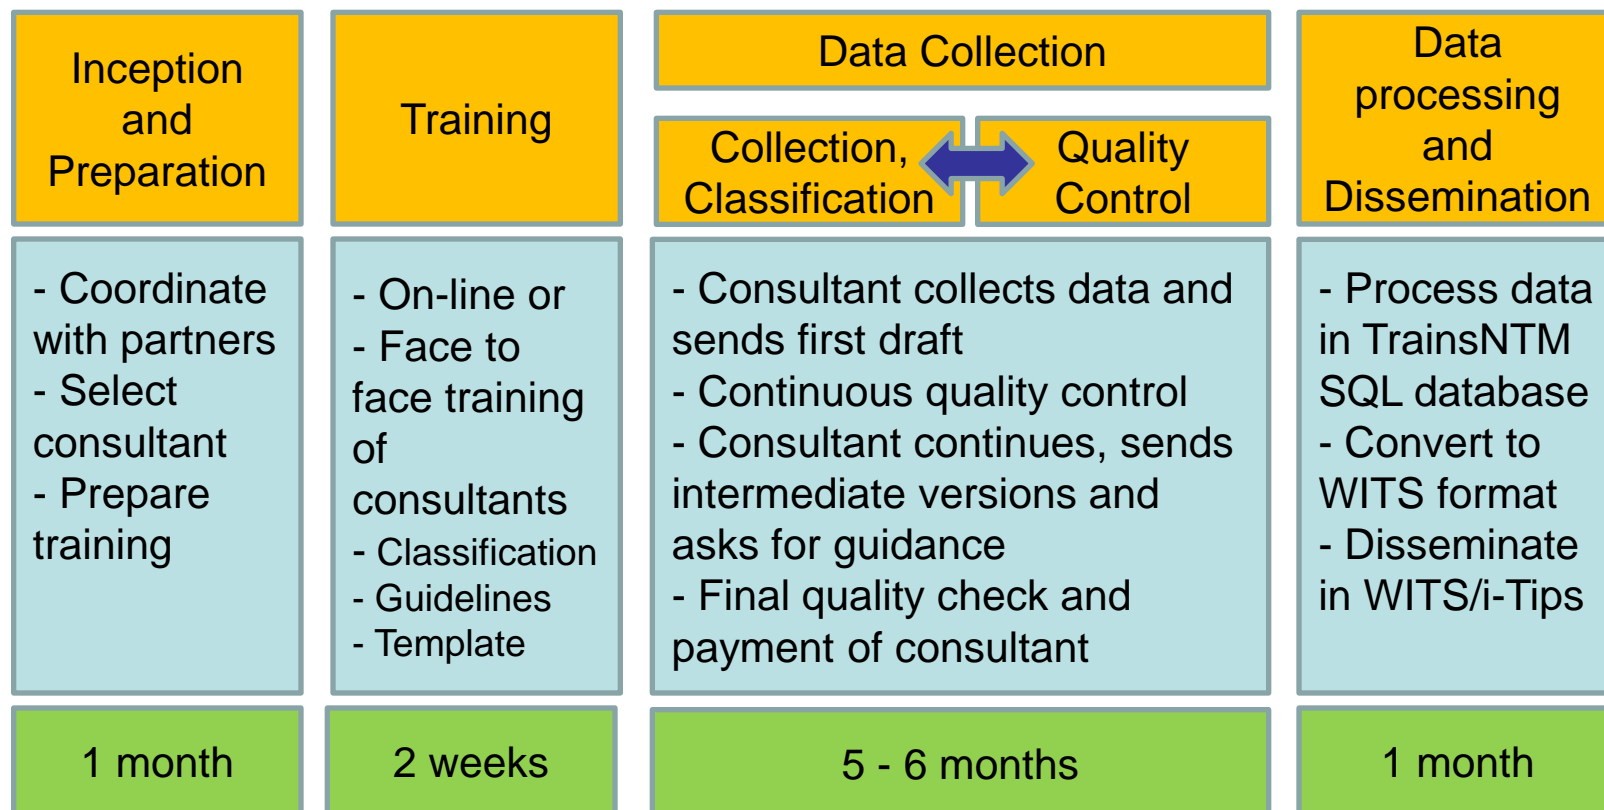 Inception
and
Preparation
Training
Data Collection
Collection,
Classification
Quality
Control
Data
processing
and
Dissemination
- Coordinate
with partners
- Select
consultant
- Prepare
training
- On-line or
- Face to
face training
of
consultants
- Classification
- Guidelines
- Template
- Consultant collects data and
sends first draft
- Continuous quality control
- Consultant continues, sends
intermediate versions and
asks for guidance
- Final quality check and
payment of consultant
- Process data
in TrainsNTM
SQL database
- Convert to
WITS format
- Disseminate
in WITS/i-Tips
1 month
2 weeks
5 - 6 months
1 month